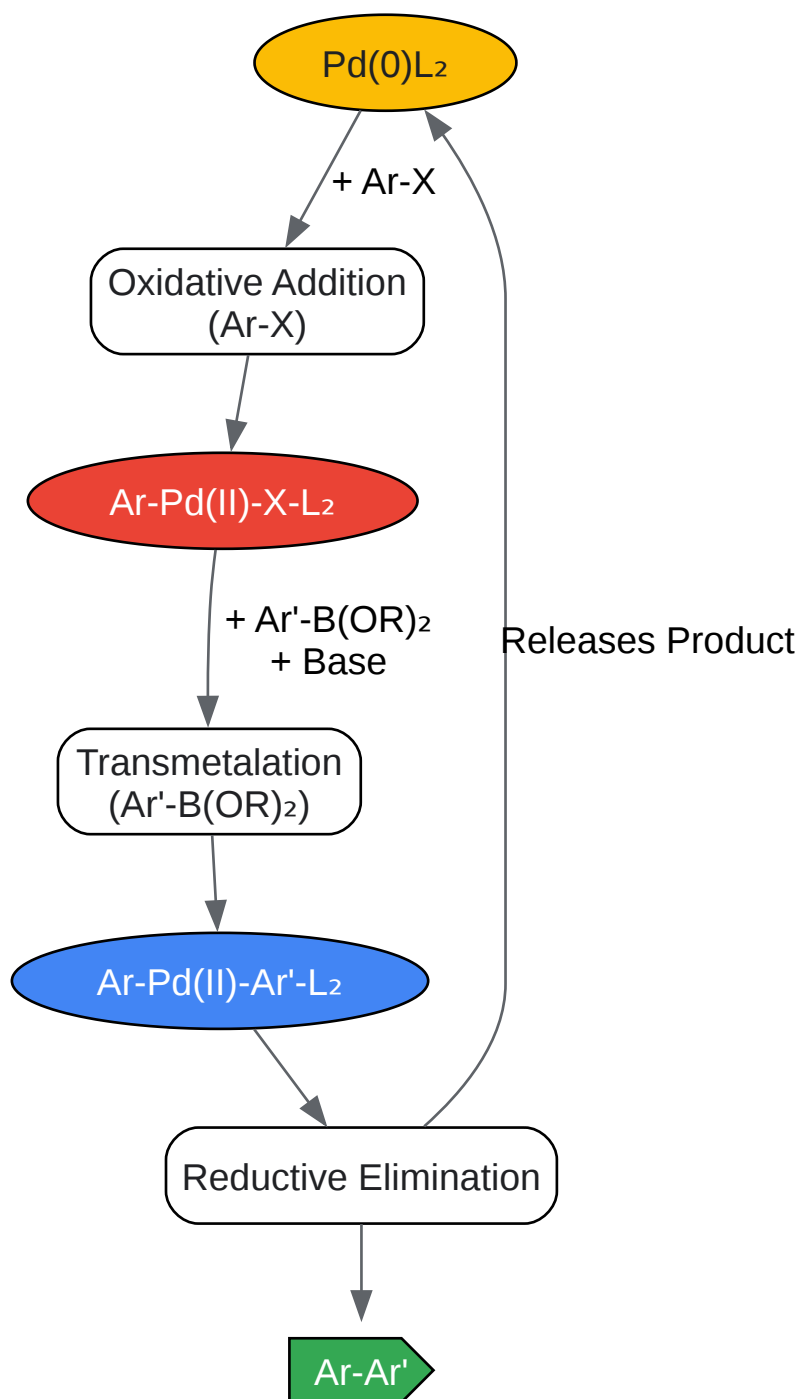 Pd(0)L₂
+ Ar-X
Oxidative Addition
(Ar-X)
Ar-Pd(II)-X-L₂
+ Ar'-B(OR)₂
+ Base
Releases Product
Transmetalation
(Ar'-B(OR)₂)
Ar-Pd(II)-Ar'-L₂
Reductive Elimination
Ar-Ar'